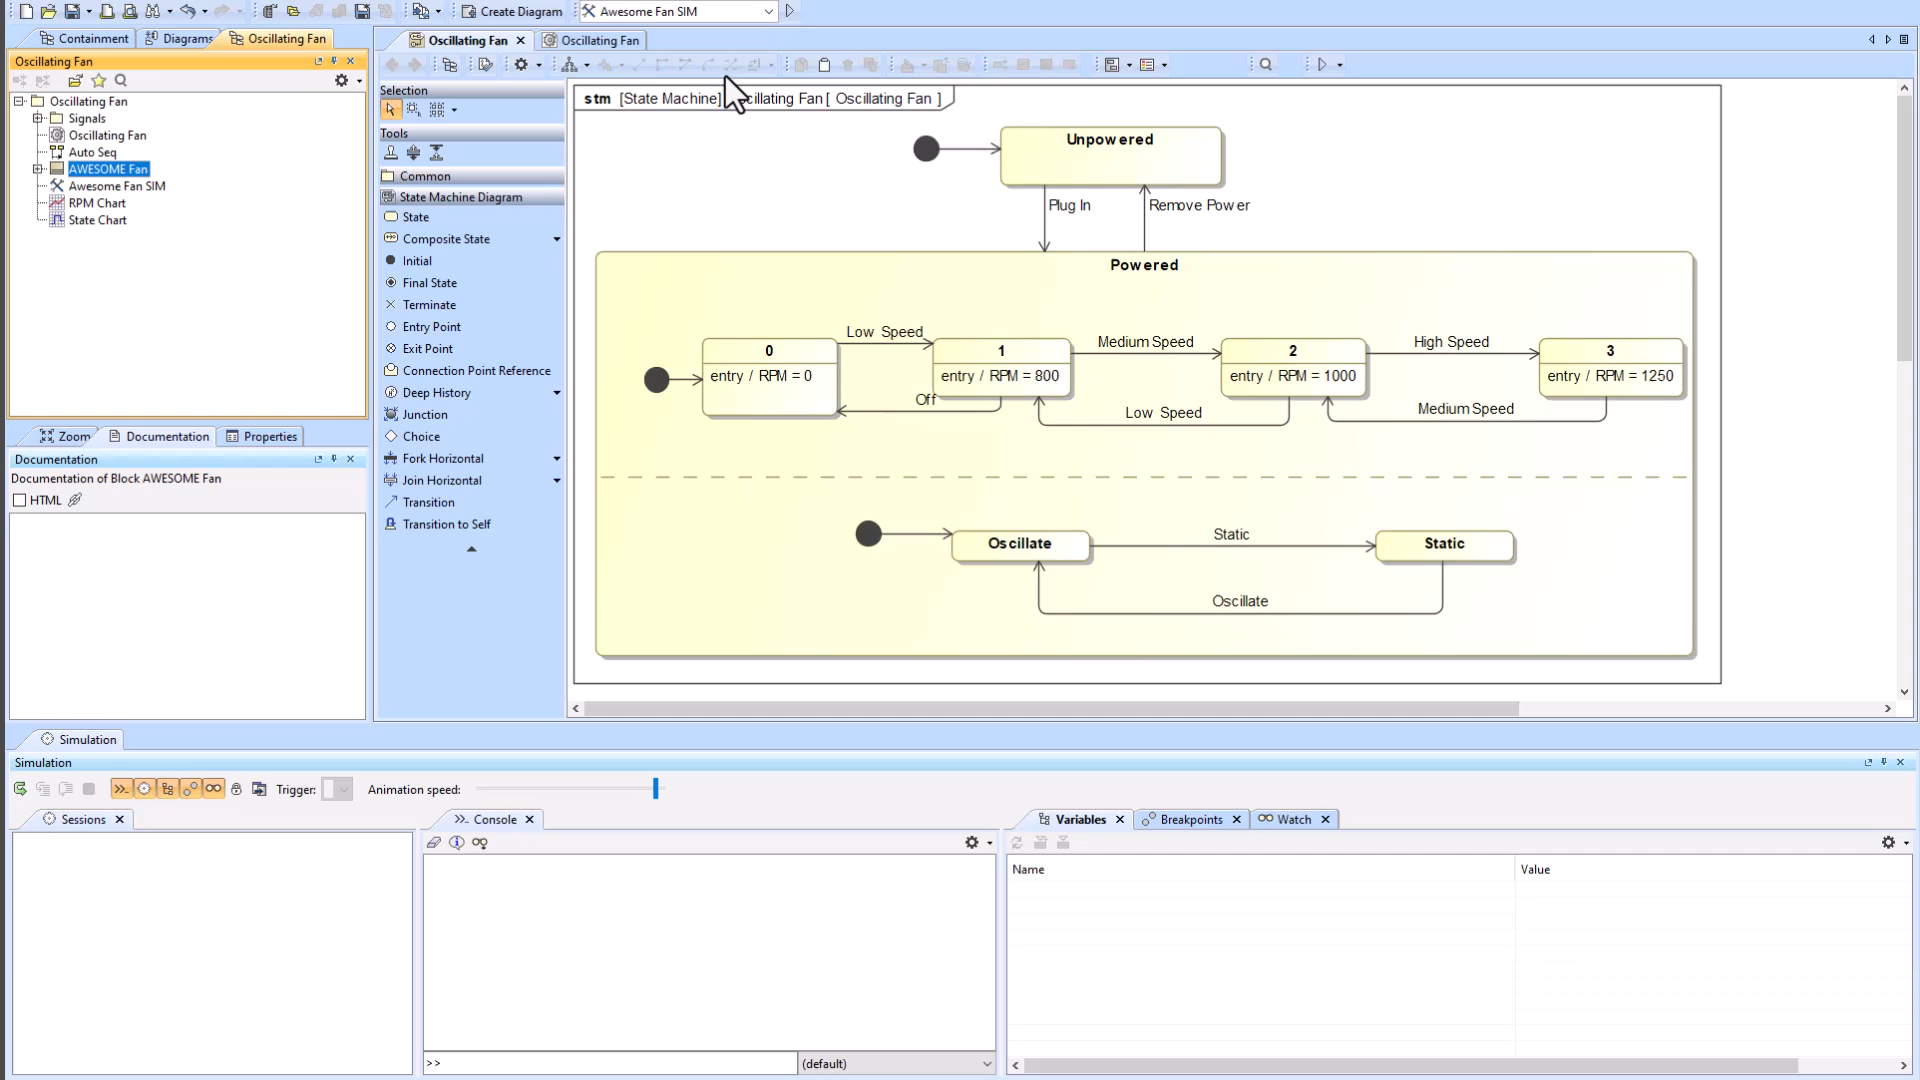 Create Diagram
Awesome Fan SIM
Containment
Diagrams
Oscillating Fan
Oscillating Fan
Oscillating Fan
Oscillating Fan
Oscillating Fan
Signals
Oscillating Fan
Auto Seq
AWESOME Fan
Awesome Fan SIM
RPM Chart
State Chart
Zoom
Documentation
Properties
Documentation
Documentation of Block AWESOME Fan
HTML
Selection
Tools
Common
State Machine Diagram
State
Composite State
Initial
Final State
Terminate
Entry Point
Exit Point
Connection Point Reference
Deep History
Junction
Choice
Fork Horizontal
Join Horizontal
Transition
Transition to Self
stm [State Machine] cillating Fan [ Oscillating Fan ]
Unpowered
Plug In
Remove Power
Powered
Low Speed
Medium Speed
High Speed
0
entry / RPM = 0
1
entry / RPM = 800
2
entry / RPM = 1000
3
entry / RPM = 1250
Off
Low Speed
Medium Speed
Oscillate
Static
Static
Oscillate
Simulation
Simulation
Trigger:
Animation speed:
Sessions
Console
Variables
Breakpoints
Watch
Name
Value
>>
(default)